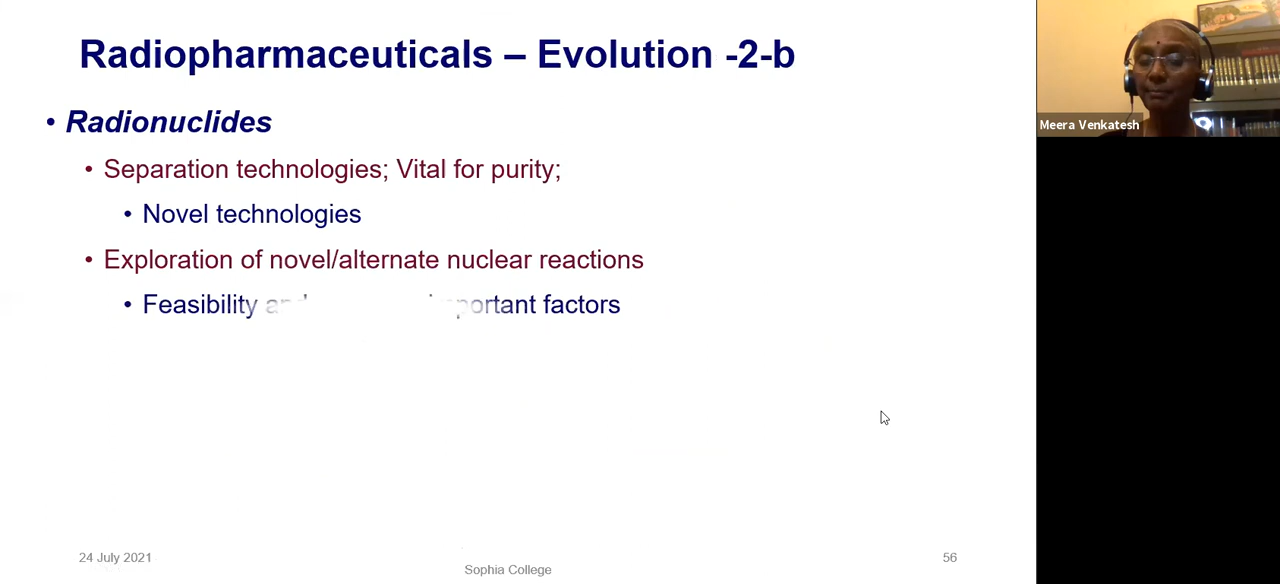 Radiopharmaceuticals – Evolution -2-b
• Radionuclides
• Separation technologies; Vital for purity;
• Novel technologies
• Exploration of novel/alternate nuclear reactions
• Feasibility and important factors
Meera Venkatesh
24 July 2021
Sophia College
56